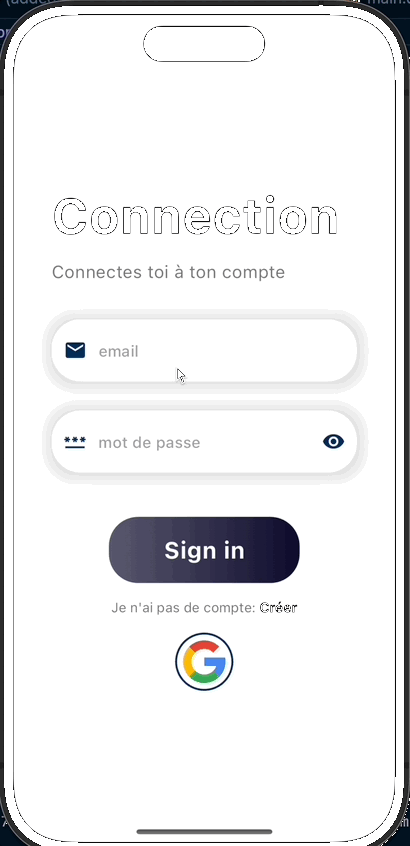 Connection
Connectes toi à ton compte
email
mot de passe
Sign in
Je n'ai pas de compte: Créer